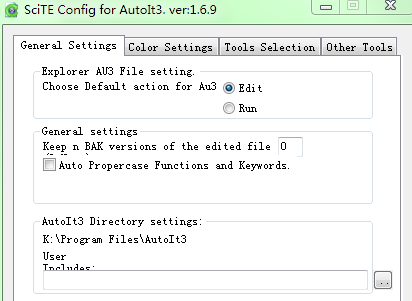 SciTE Config for AutoIt3. ver:1.6.9
General Settings Color Settings Tools Selection Other Tools
Explorer AU3 File setting.
Choose Default action for Au3 Edit
Run
General settings
Keep n BAK versions of the edited file 0
Auto Propercase Functions and Keywords.
AutoIt3 Directory settings:
K:\Program Files\AutoIt3
User
Includes:
..